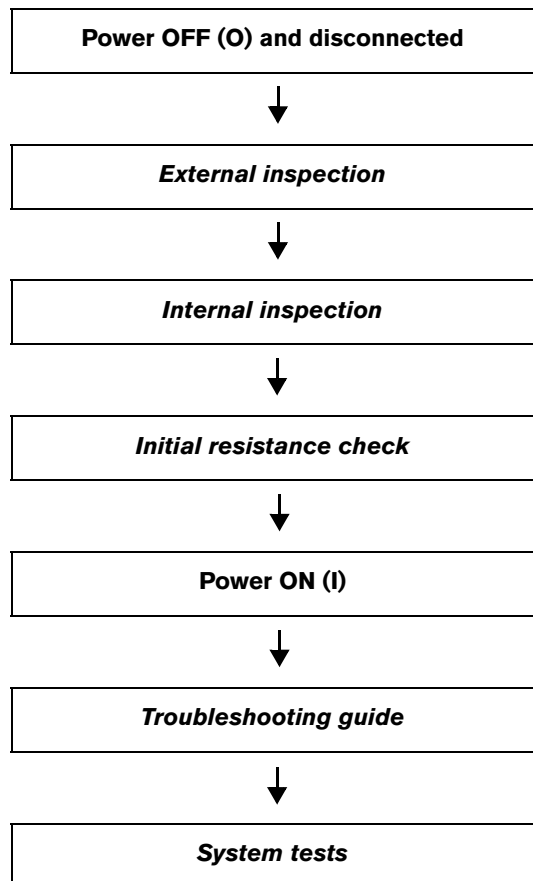 Power OFF (O) and disconnected
External inspection
Internal inspection
Initial resistance check
Power ON (I)
Troubleshooting guide
System tests